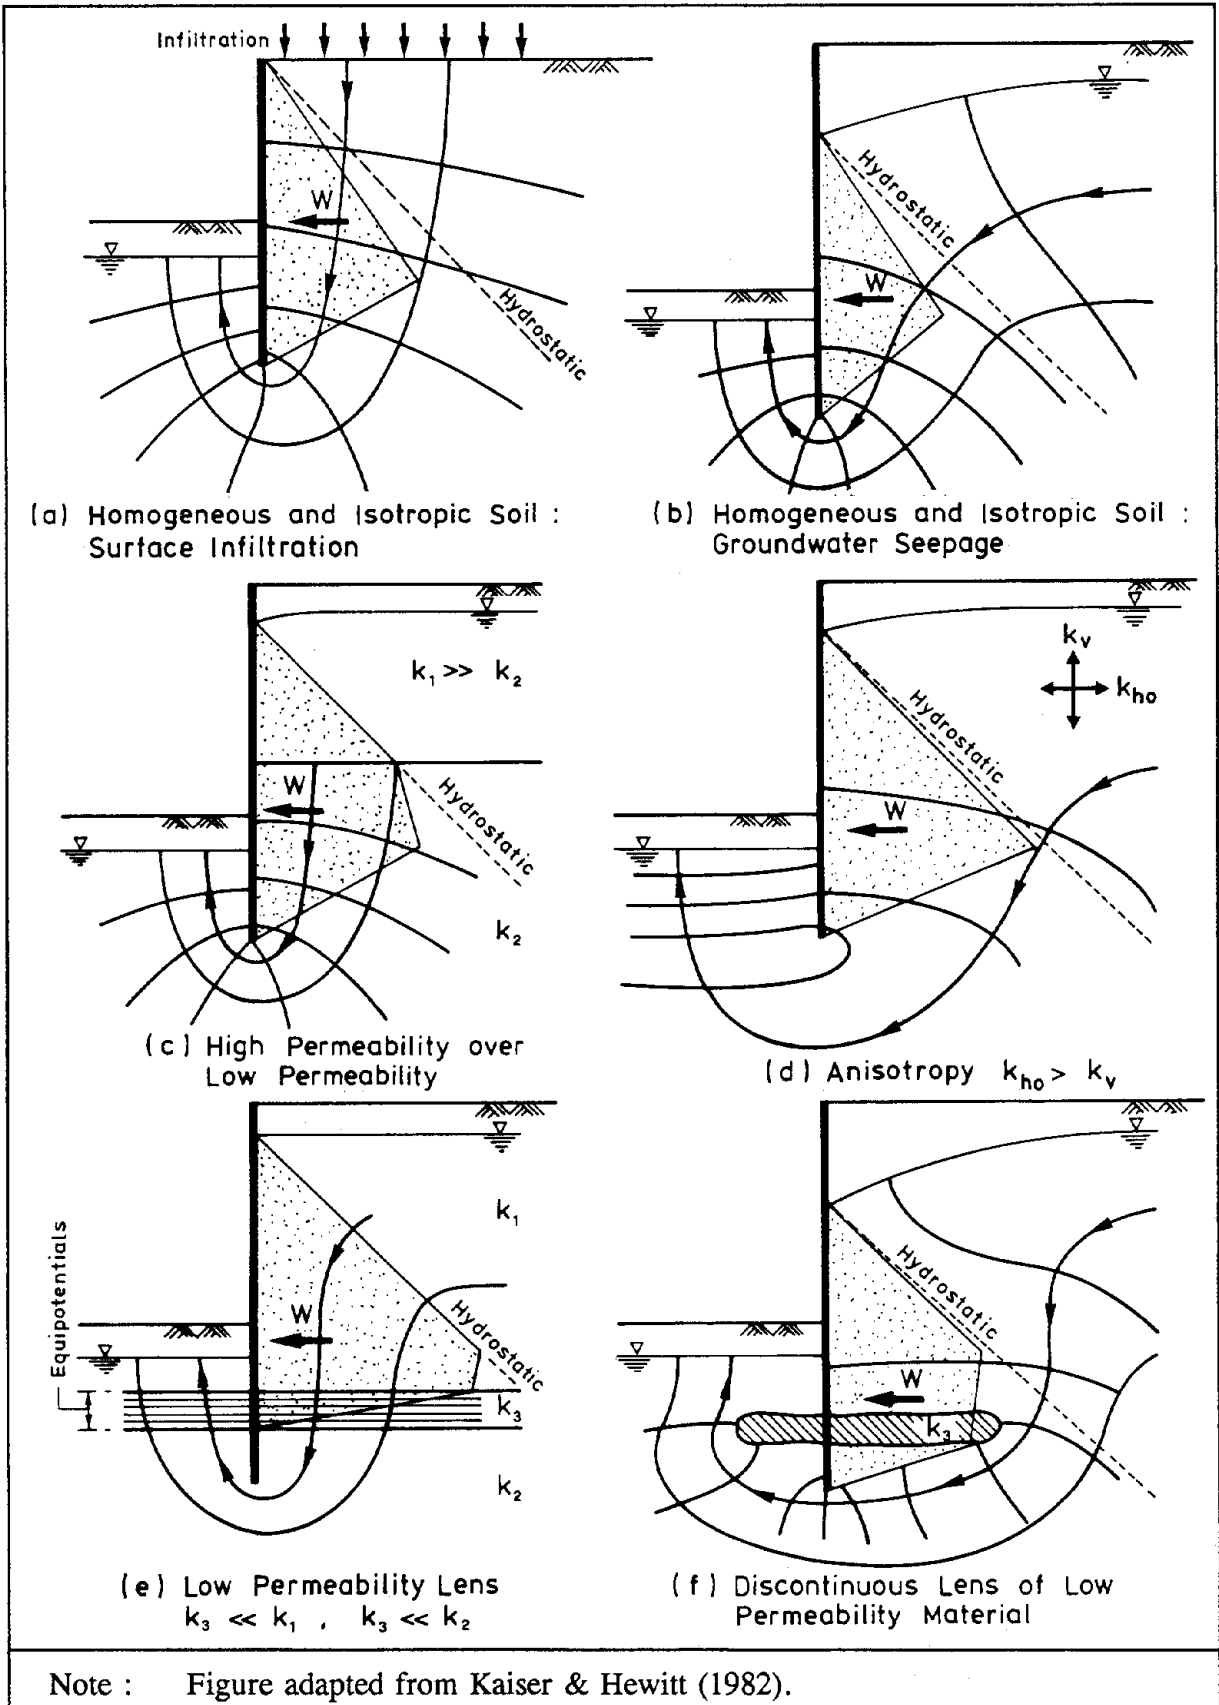 Infiltration
W
Hydrostatic
(a) Homogeneous and Isotropic Soil :
Surface Infiltration
Hydrostatic
W
(b) Homogeneous and Isotropic Soil :
Groundwater Seepage
k₁ >> k₂
W
Hydrostatic
k₂
(c) High Permeability over
Low Permeability
kᵥ
kₕₒ
Hydrostatic
W
(d) Anisotropy kₕₒ > kᵥ
Equipotentials
k₁
W
Hydrostatic
k₃
k₂
(e) Low Permeability Lens
k₃ << k₁ , k₃ << k₂
Hydrostatic
W
k₃
(f) Discontinuous Lens of Low
Permeability Material
Note : Figure adapted from Kaiser & Hewitt (1982).